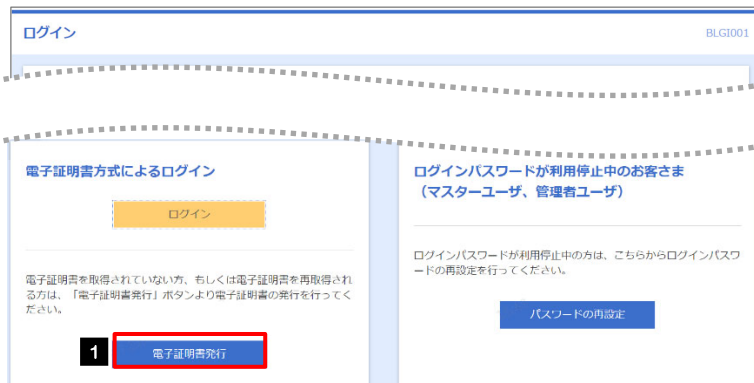 ログイン
BLGI001
電子証明書方式によるログイン
ログイン
電子証明書を取得されていない方、もしくは電子証明書を再取得され
る方は、「電子証明書発行」ボタンより電子証明書の発行を行ってく
ださい。
1
電子証明書発行
ログインパスワードが利用停止中のお客さま
（マスターユーザ、管理者ユーザ）
ログインパスワードが利用停止中の方は、こちらからログインパスワ
ードの再設定を行ってください。
パスワードの再設定